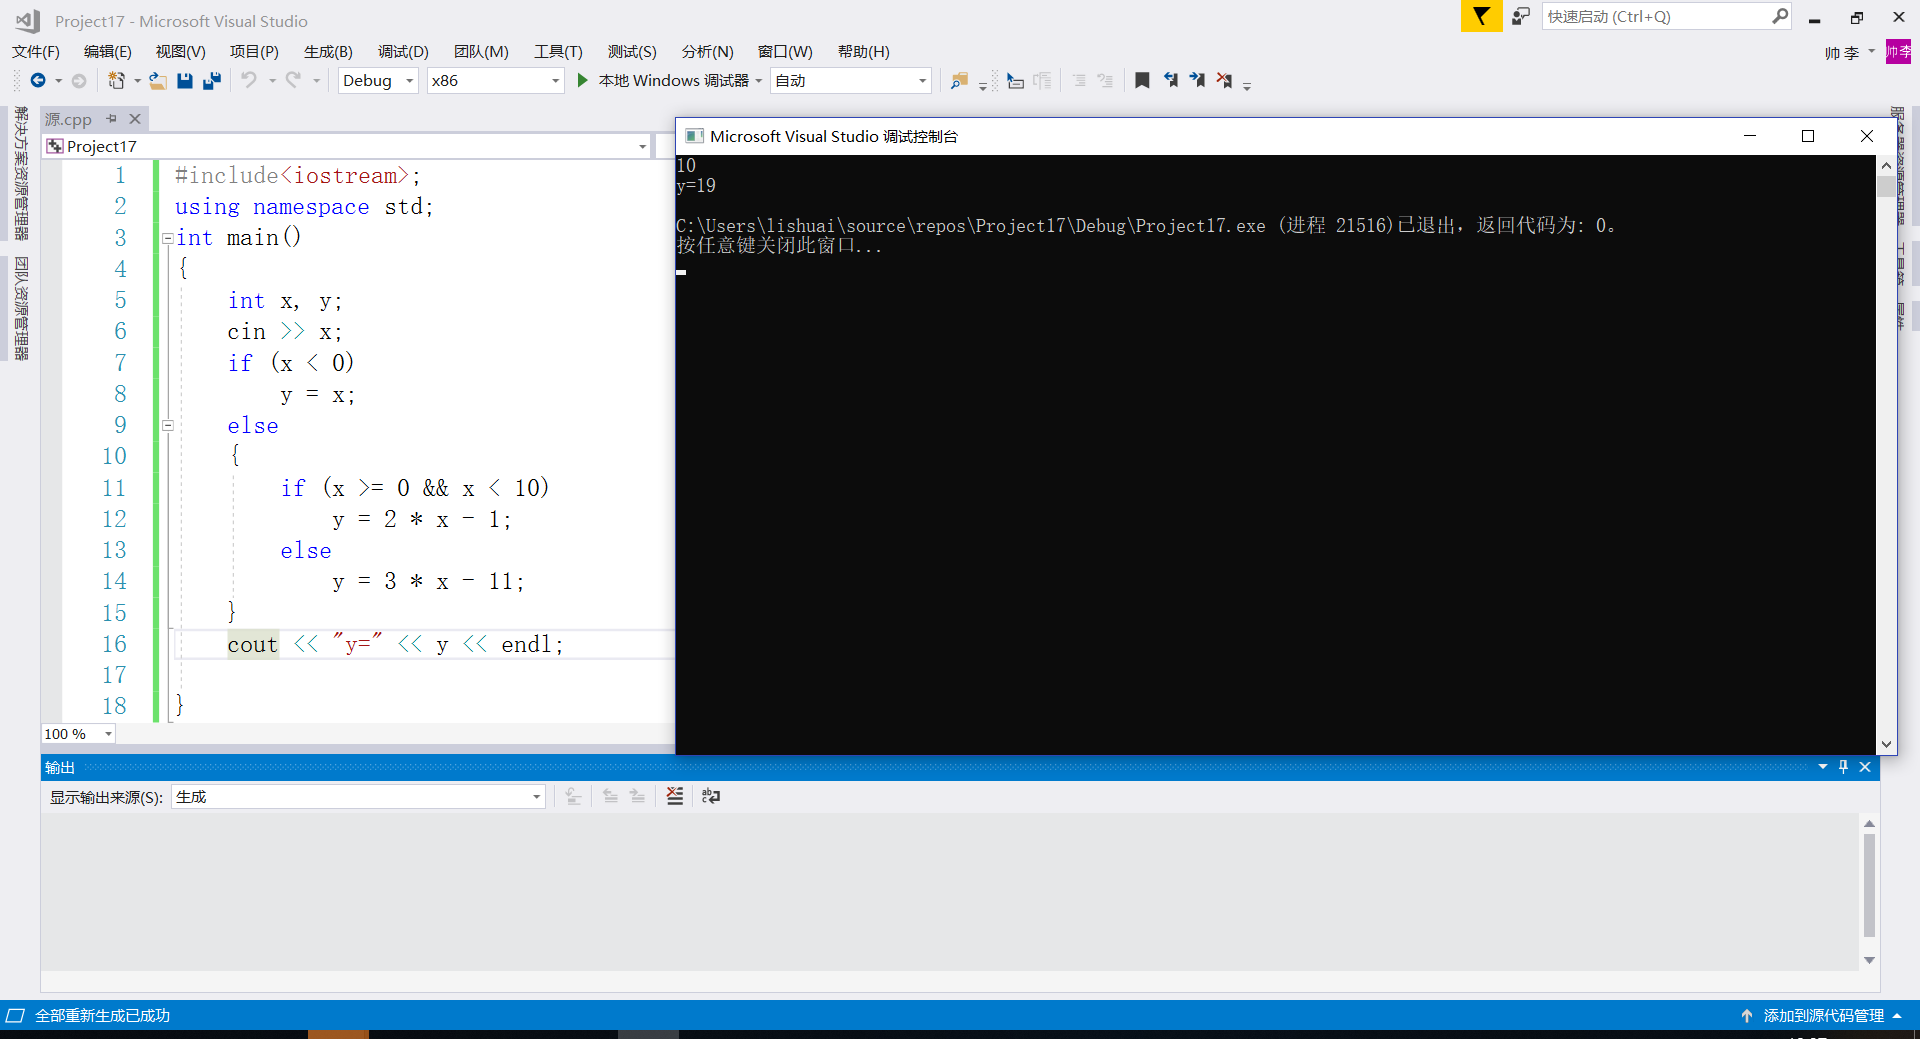 Project17 - Microsoft Visual Studio
快速启动 (Ctrl+Q)
文件(F) 编辑(E) 视图(V) 项目(P) 生成(B) 调试(D) 团队(M) 工具(T) 测试(S) 分析(N) 窗口(W) 帮助(H)
帅 李
帅李
Debug x86 本地 Windows 调试器 自动
解决方案资源管理器
团队资源管理器
源.cpp
Project17
1 #include<iostream>;
2 using namespace std;
3 int main()
4 {
5 int x, y;
6 cin >> x;
7 if (x < 0)
8 y = x;
9 else
10 {
11 if (x >= 0 && x < 10)
12 y = 2 * x - 1;
13 else
14 y = 3 * x - 11;
15 }
16 cout << "y=" << y << endl;
17
18 }
100 %
Microsoft Visual Studio 调试控制台
10
y=19
C:\Users\lishuai\source\repos\Project17\Debug\Project17.exe (进程 21516)已退出，返回代码为: 0。
按任意键关闭此窗口...
输出
显示输出来源(S): 生成
全部重新生成已成功
添加到源代码管理